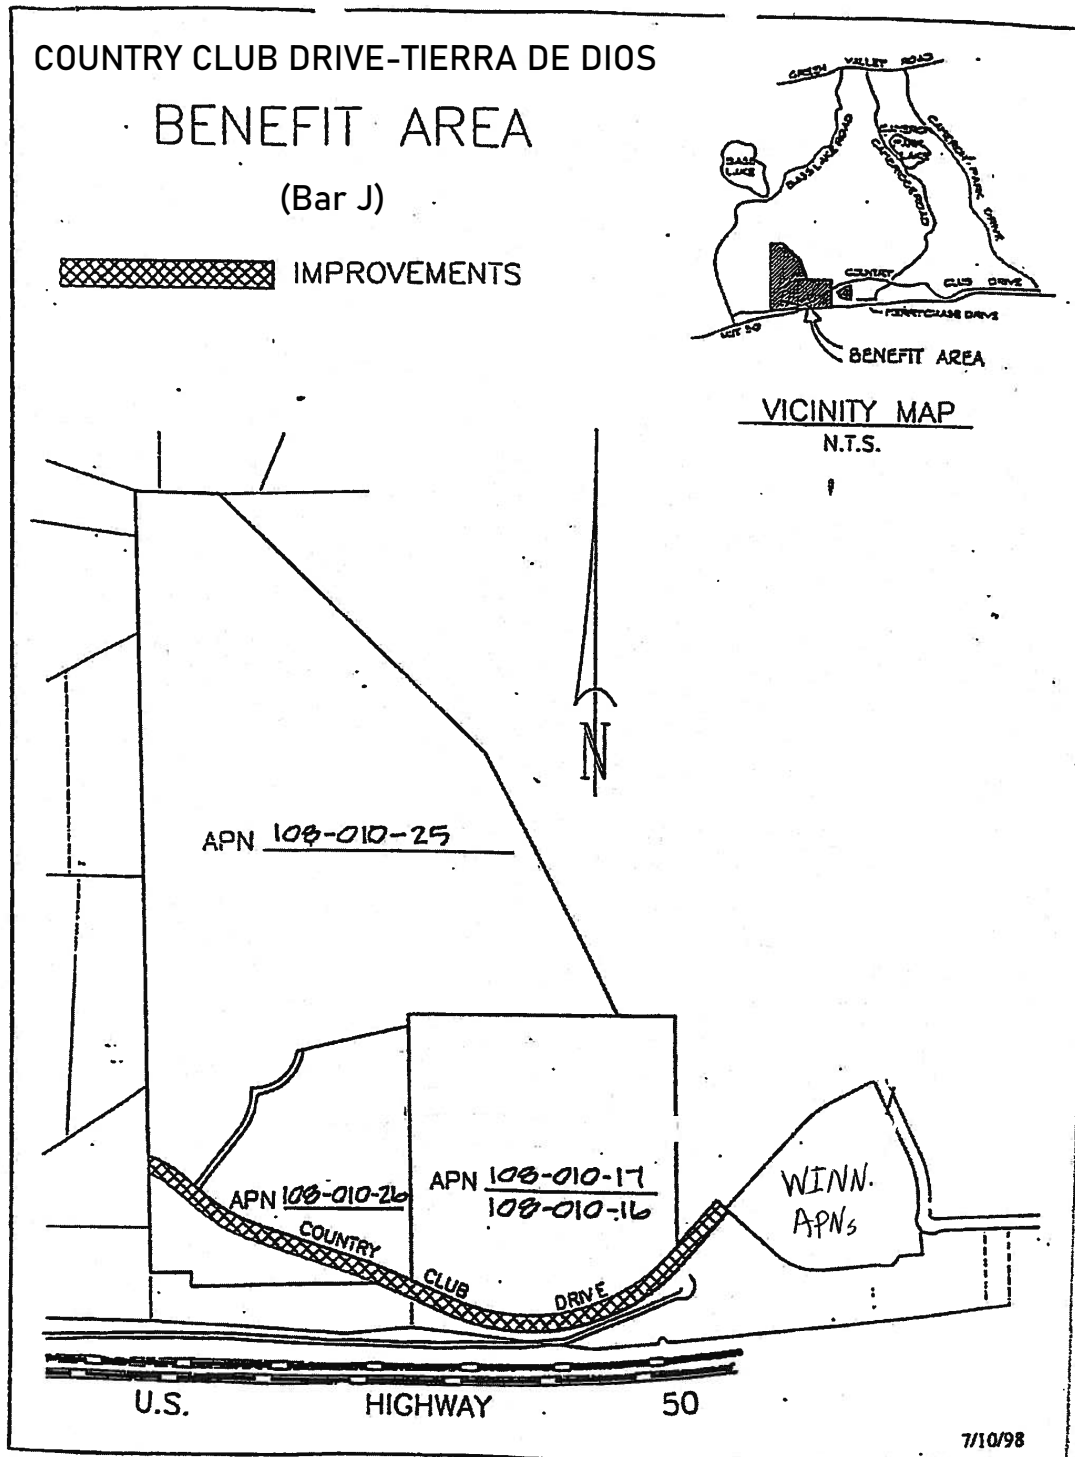 COUNTRY CLUB DRIVE-TIERRA DE DIOS
BENEFIT AREA
(Bar J)
IMPROVEMENTS
GREEN VALLEY ROAD
BASS LAKE ROAD
BASS
LAKE
CAMERON PARK DRIVE
COUNTRY
CLUB DRIVE
BENEFIT AREA
VICINITY MAP
N.T.S.
N
APN 108-010-25
APN 108-010-26
APN 108-010-17
108-010-16
WINN.
APNs
COUNTRY
CLUB
DRIVE
U.S. HIGHWAY 50
7/10/98